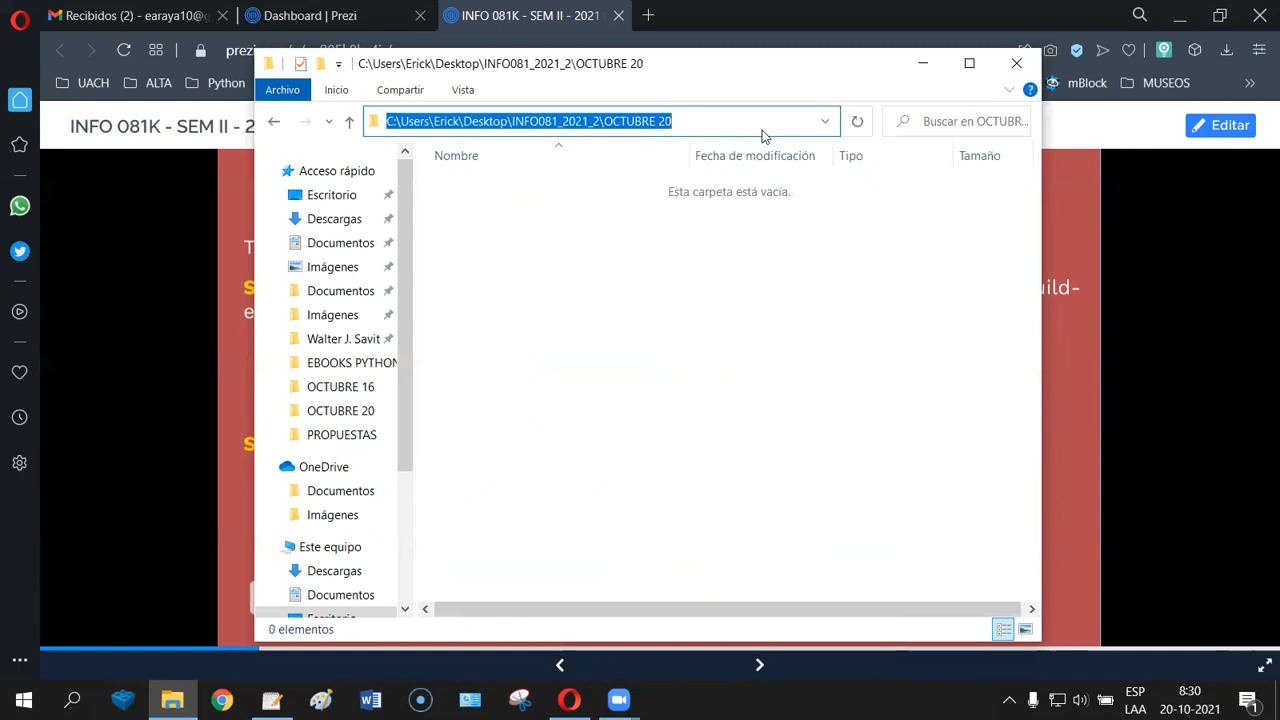 Recibidos () - earaya10@g
Dashboard | Prezi
INFO 081K - SEM II - 2021
prezi
UACH
ALTA
Python
mBlock
MUSEOS
INFO 081K - SEM II - 2
Editar
C:\Users\Erick\Desktop\INFO081_2021_2\OCTUBRE 20
Archivo
Inicio
Compartir
Vista
C:\Users\Erick\Desktop\INFO081_2021_2\OCTUBRE 20
Buscar en OCTUBR...
Nombre
Fecha de modificación
Tipo
Tamaño
Esta carpeta está vacía.
Acceso rápido
Escritorio
Descargas
Documentos
Imágenes
Documentos
Imágenes
Walter J. Savit
EBOOKS PYTHON
OCTUBRE 16
OCTUBRE 20
PROPUESTAS
OneDrive
Documentos
Imágenes
Este equipo
Descargas
Documentos
Escritorio
0 elementos
T
S
uild-
e
S
ESP
LAA
8:30
20-10-2021
1